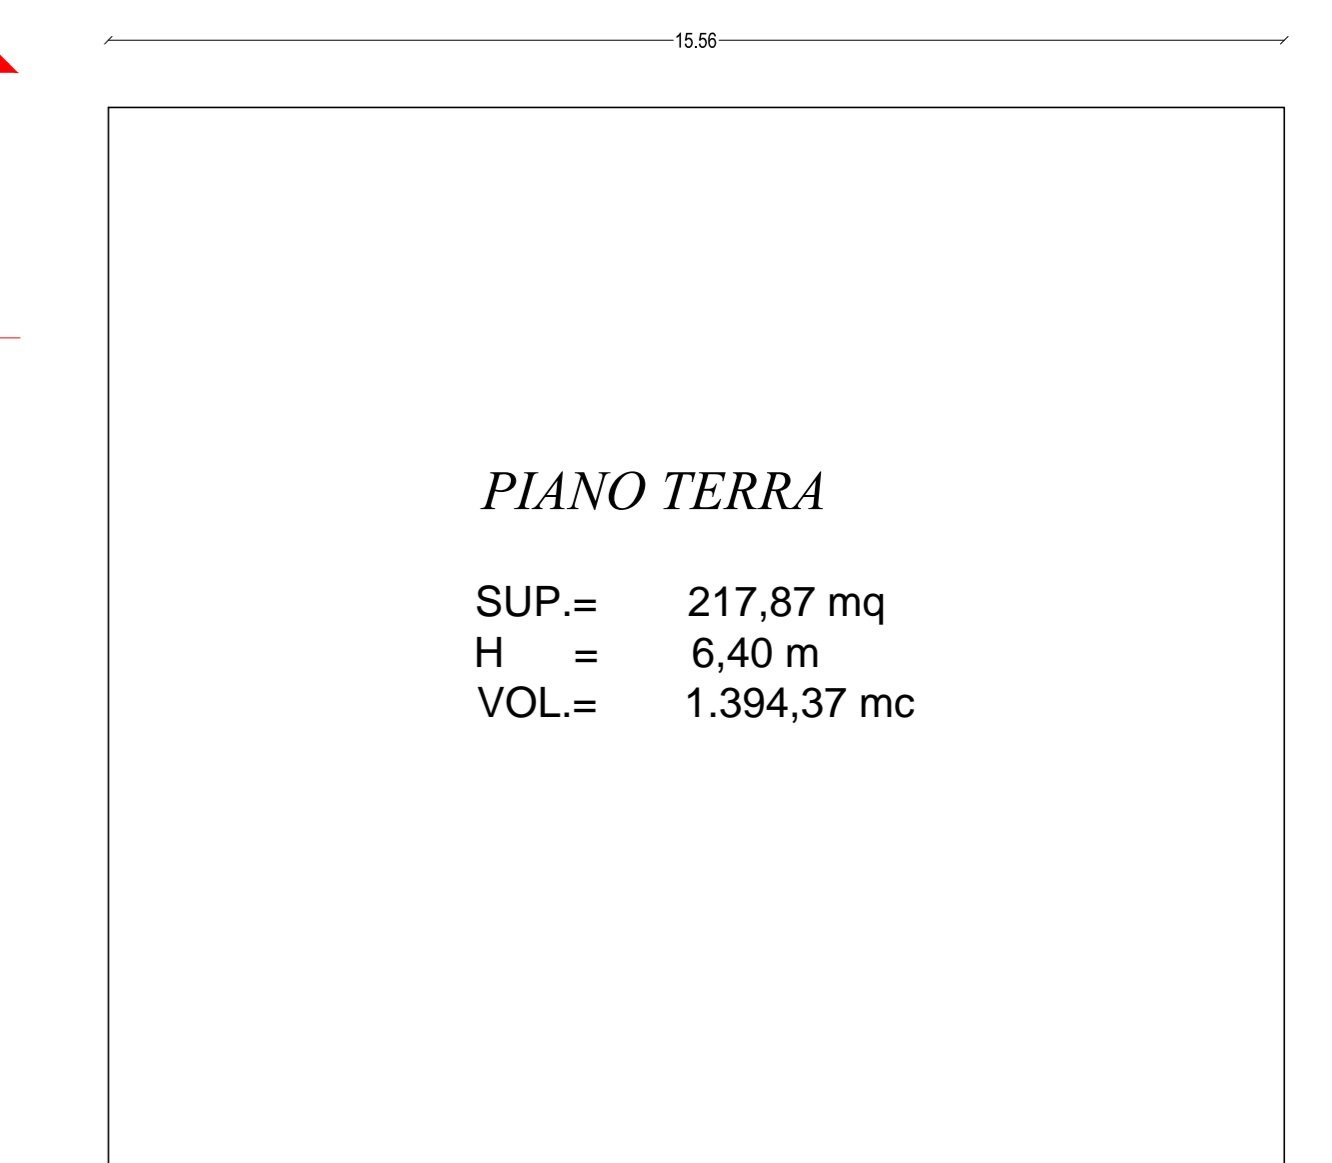 15.56
PIANO TERRA
SUP.= 217,87 mq
H = 6,40 m
VOL.= 1.394,37 mc